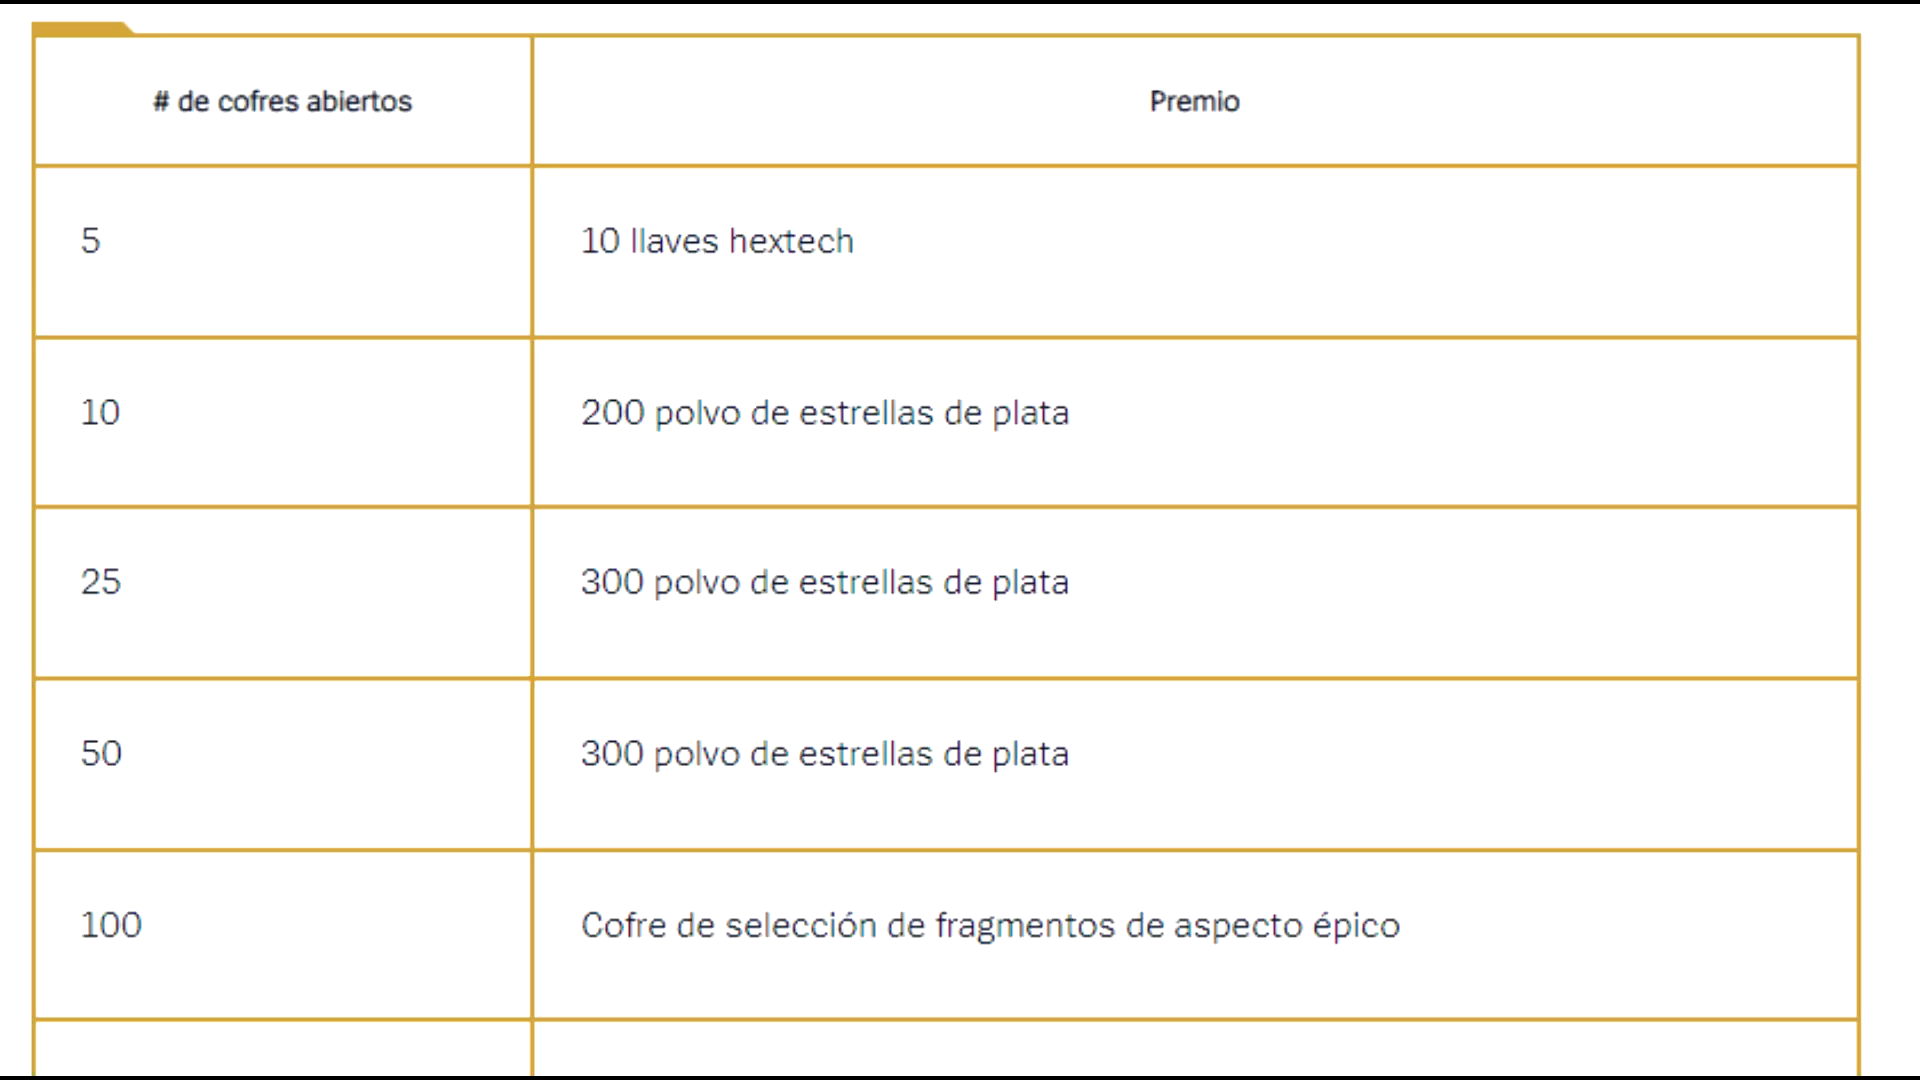 # de cofres abiertos
Premio
5
10 llaves hextech
10
200 polvo de estrellas de plata
25
300 polvo de estrellas de plata
50
300 polvo de estrellas de plata
100
Cofre de selección de fragmentos de aspecto épico